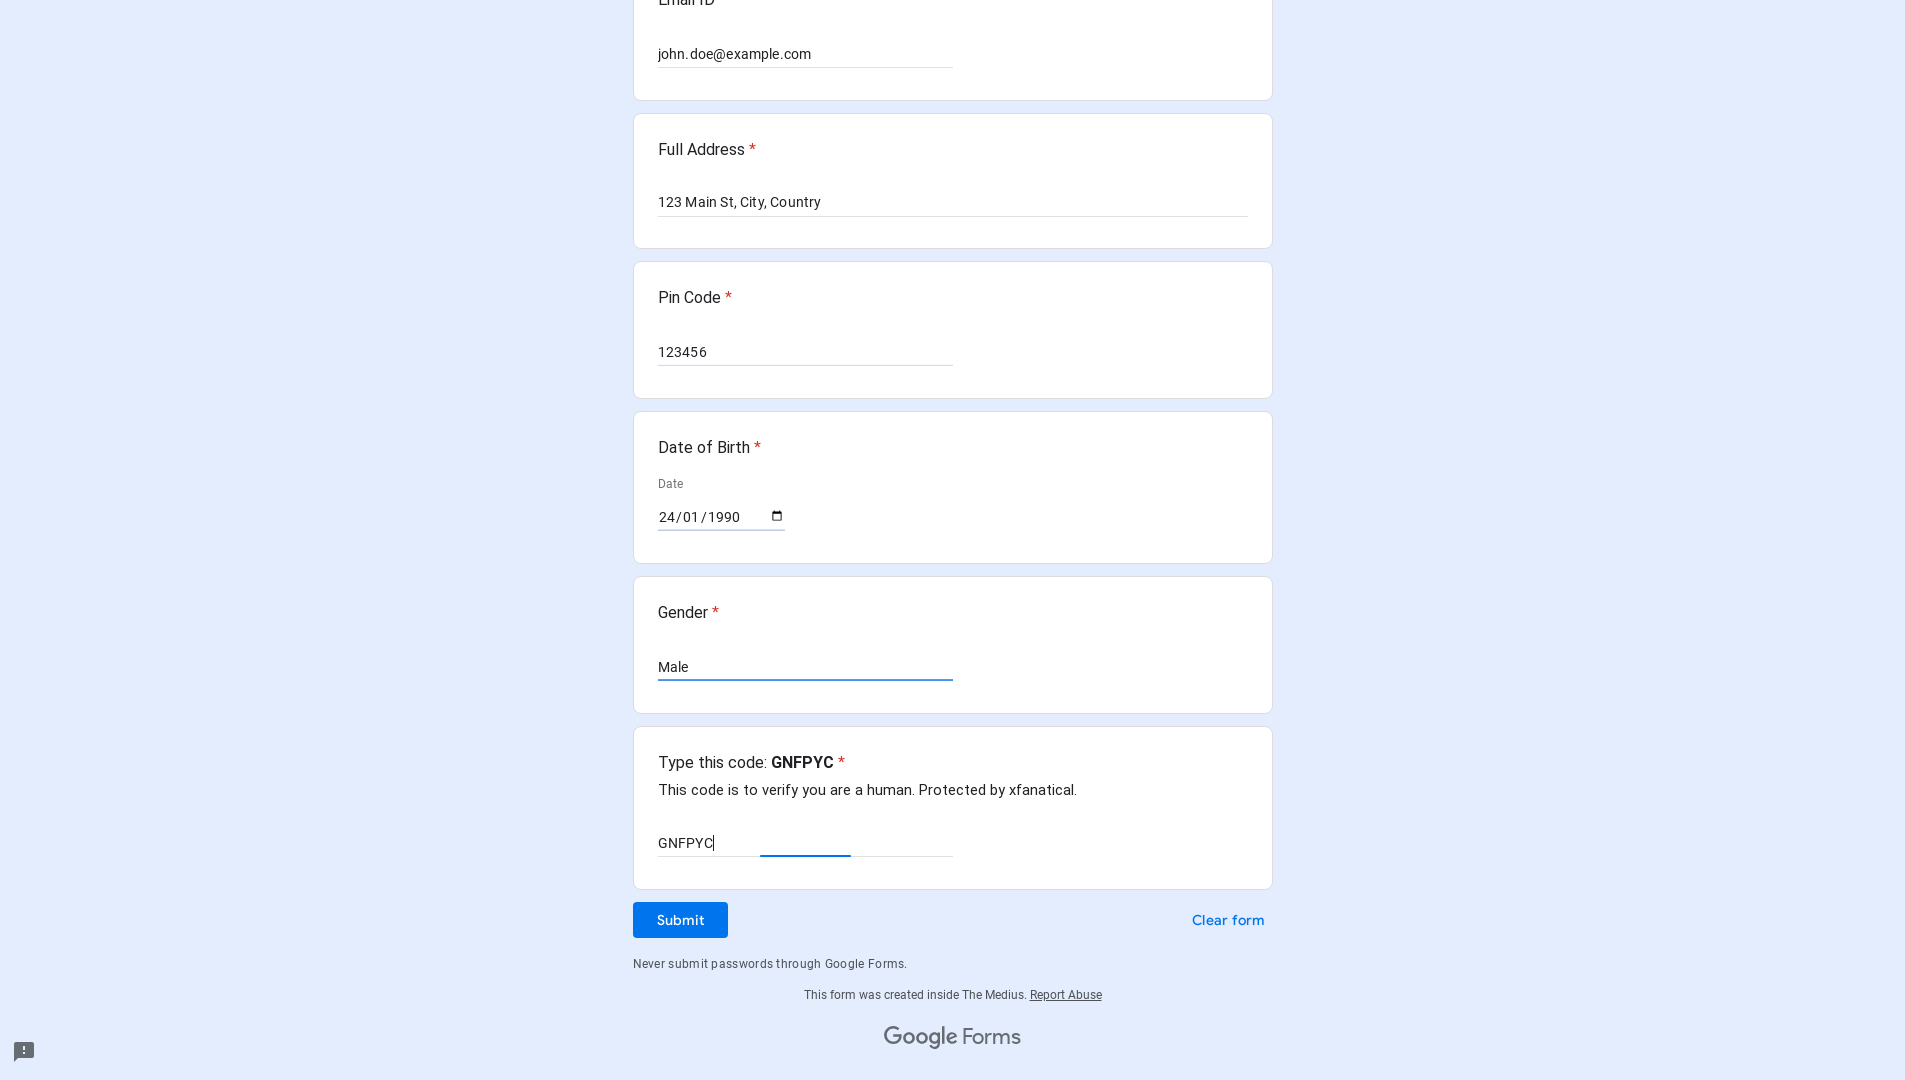 Email ID
john.doe@example.com
Full Address *
123 Main St, City, Country
Pin Code *
123456
Date of Birth *
Date
24/01/1990
Gender *
Male
Type this code: GNFPYC *
This code is to verify you are a human. Protected by xfanatical.
GNFPYC
Submit
Clear form
Never submit passwords through Google Forms.
This form was created inside The Medius. Report Abuse
Google Forms